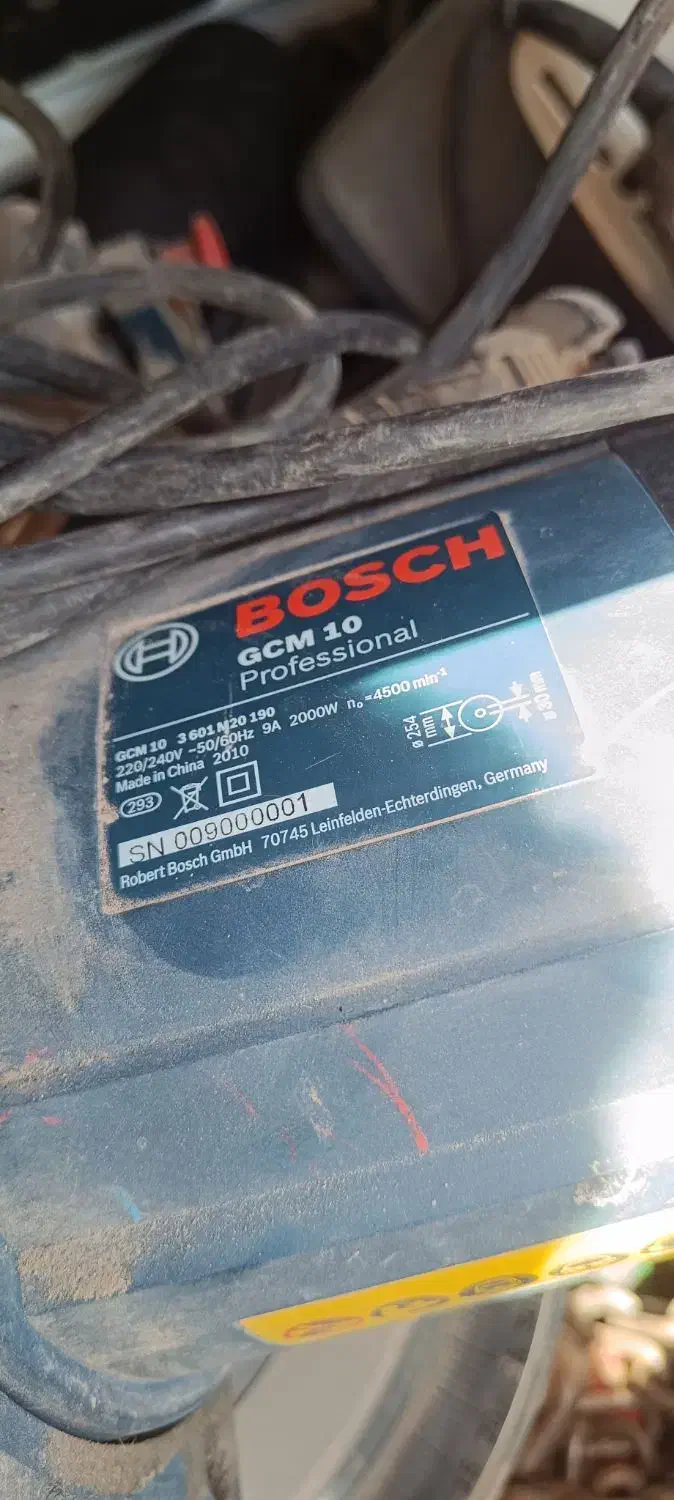 BOSCH
GCM 10
Professional
GCM 10 3 601 M20 190
220/240V ~50/60Hz 9A 2000W n₀=4500 min⁻¹
Made in China 2010
ø 254 mm
ø 30 mm
293
SN 009000001
Robert Bosch GmbH 70745 Leinfelden-Echterdingen, Germany